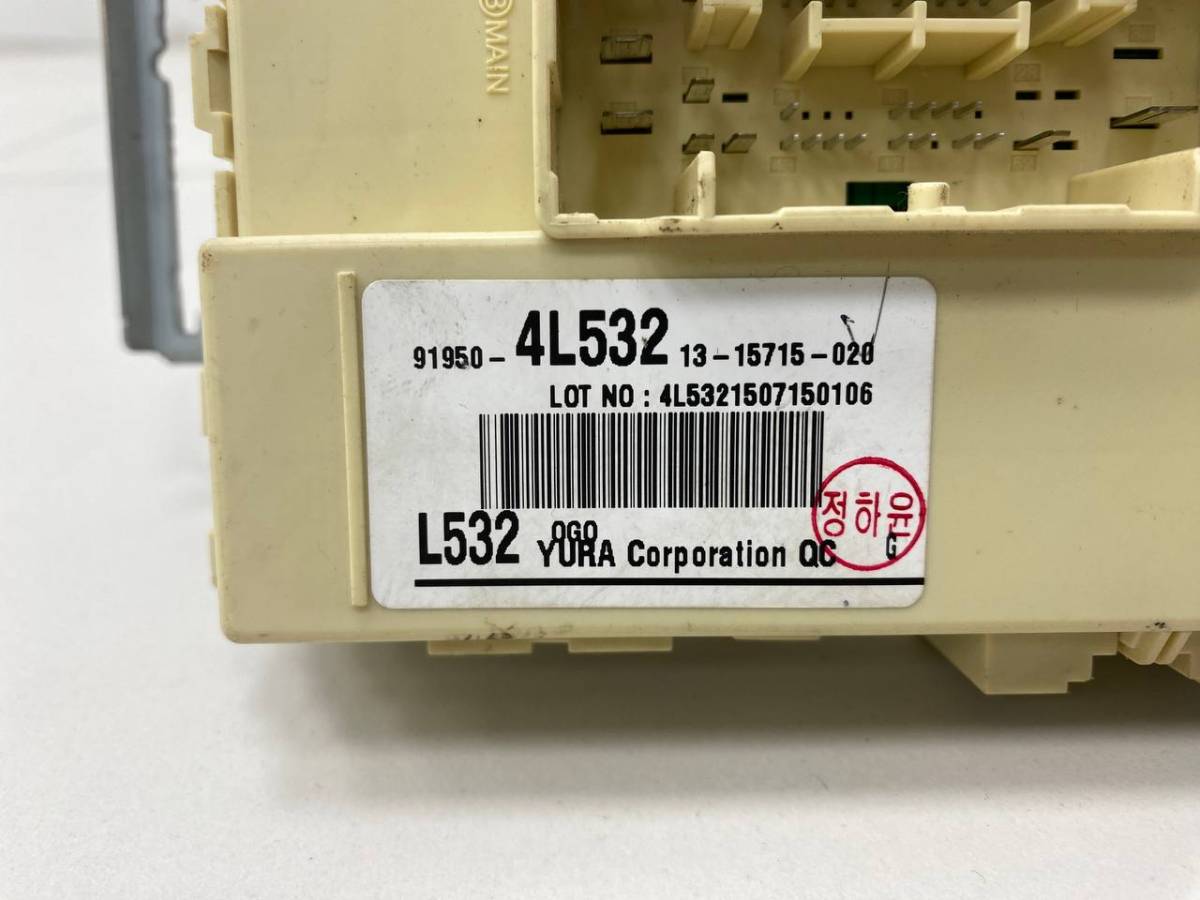 MAIN
91950- 4L532 13-15715-020
LOT NO : 4L5321507150106
정하윤
L532 OGO G
YURA Corporation QC